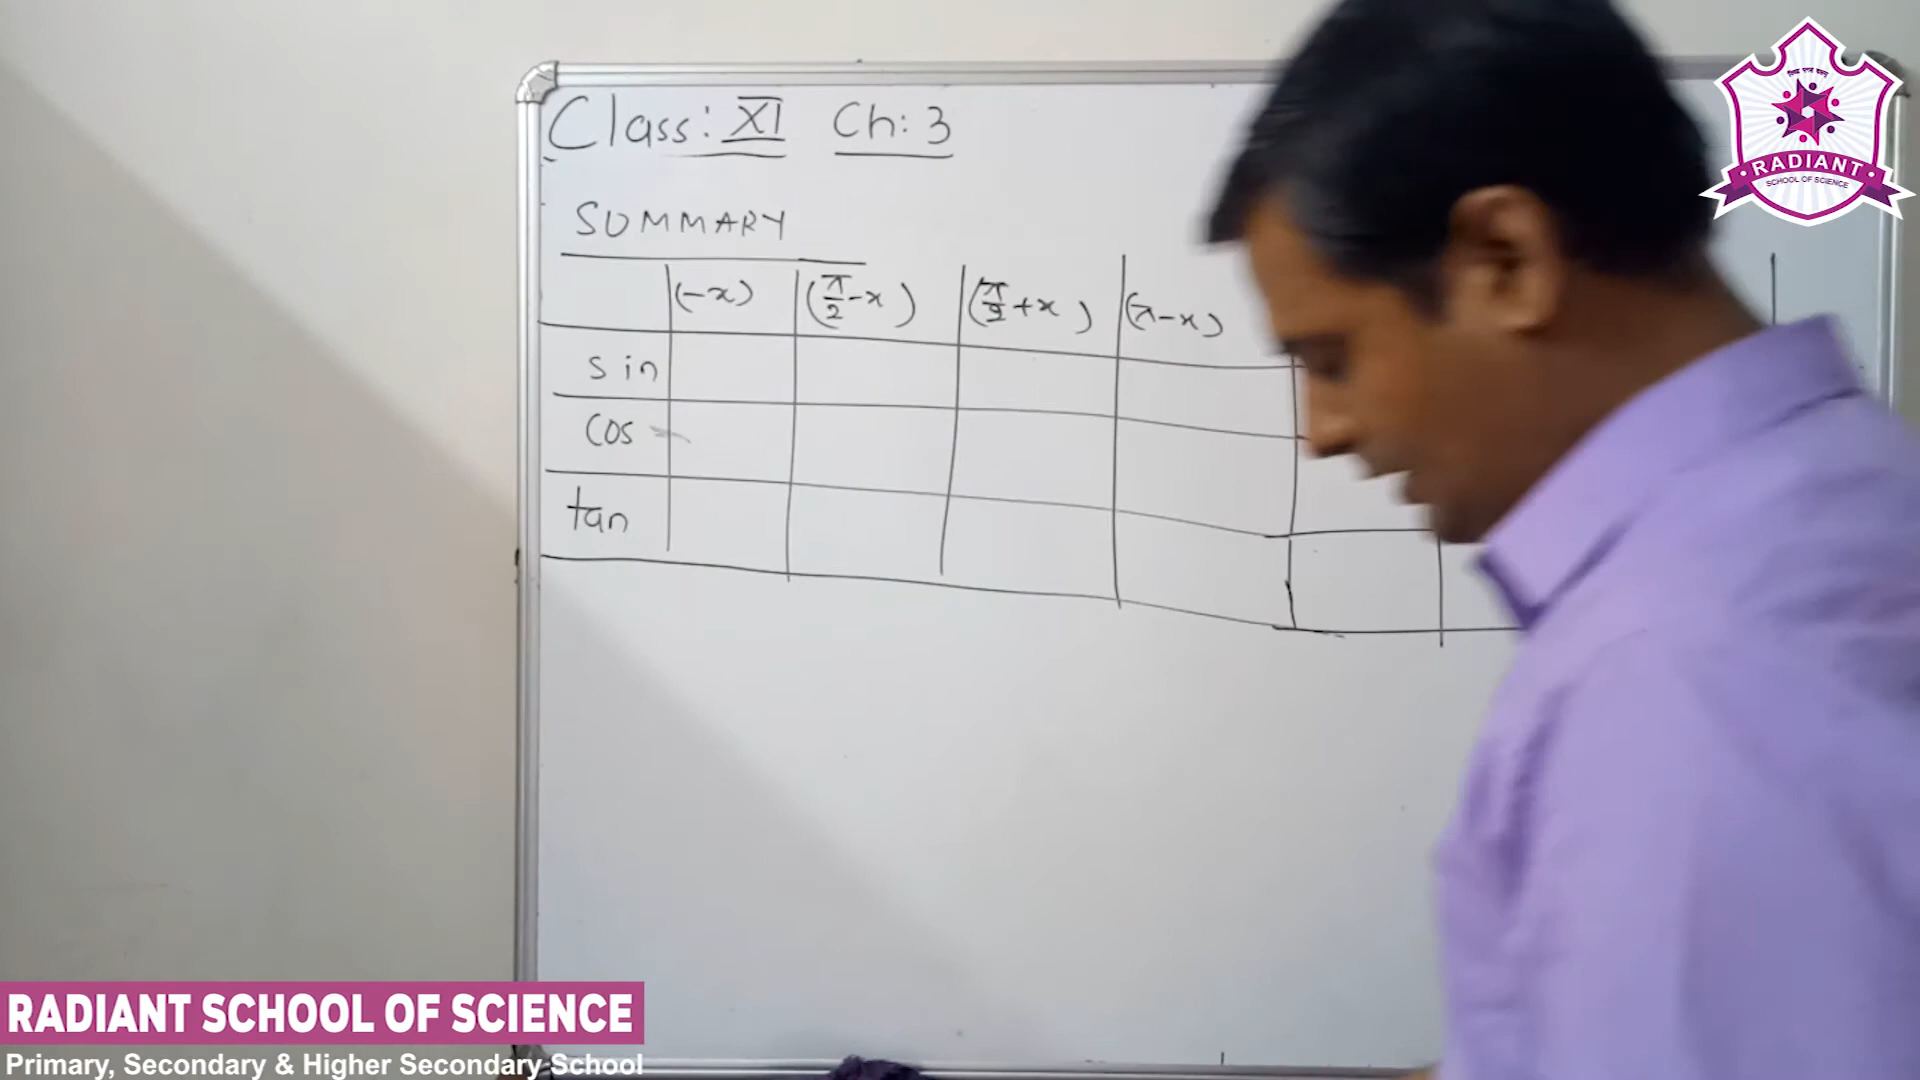 Class: XI Ch: 3
SUMMARY
(-x) (π/2-x) (π/2+x) (π-x)
sin
cos
tan
RADIANT
SCHOOL OF SCIENCE
RADIANT SCHOOL OF SCIENCE
Primary, Secondary & Higher Secondary School